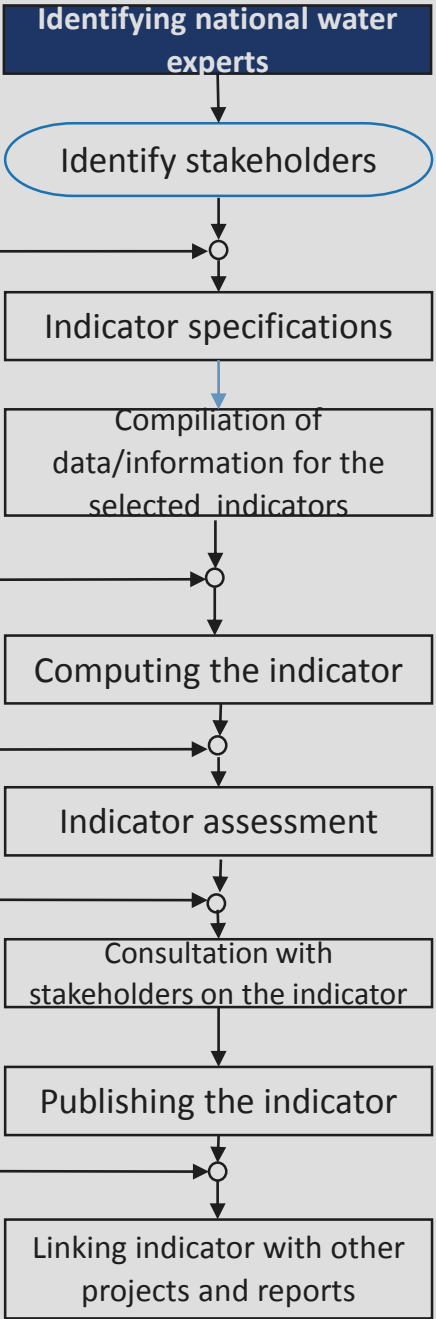 Identifying national water
experts
Identify stakeholders
Indicator specifications
Compiliation of
data/information for the
selected indicators
Computing the indicator
Indicator assessment
Consultation with
stakeholders on the indicator
Publishing the indicator
Linking indicator with other
projects and reports